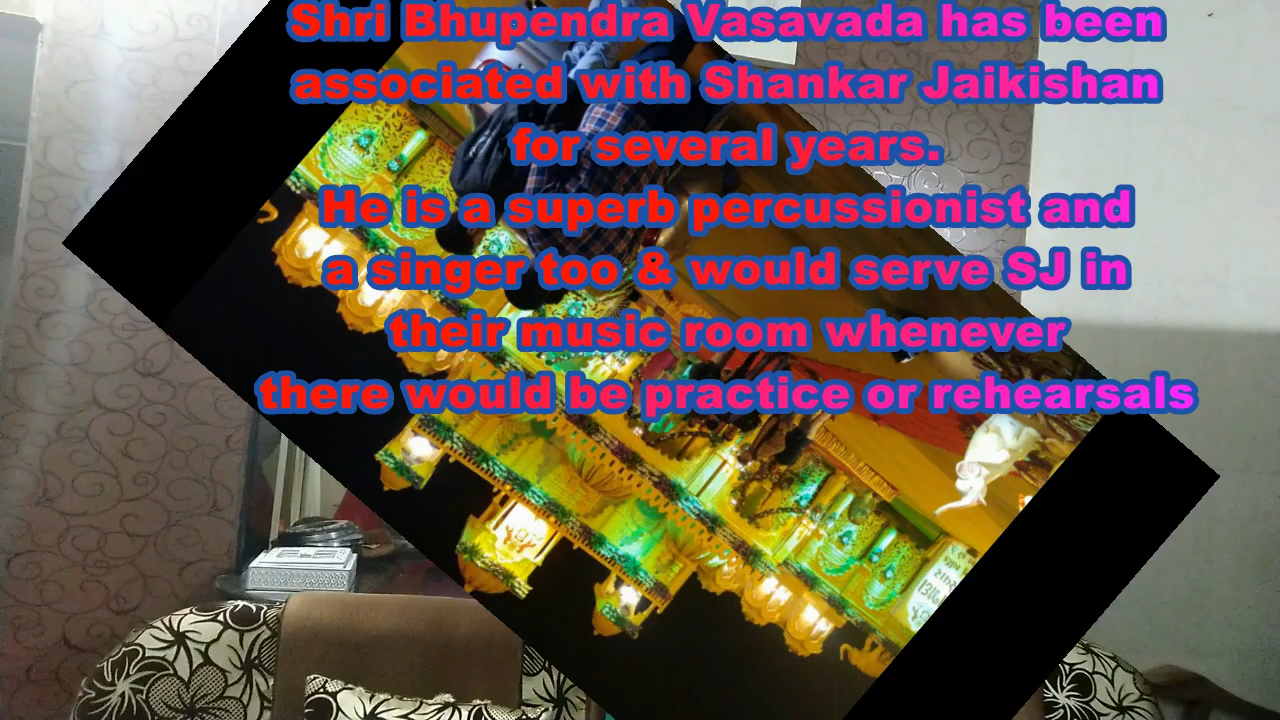 Shri Bhupendra Vasavada has been
associated with Shankar Jaikishan
for several years.
He is a superb percussionist and
a singer too & would serve SJ in
their music room whenever
there would be practice or rehearsals